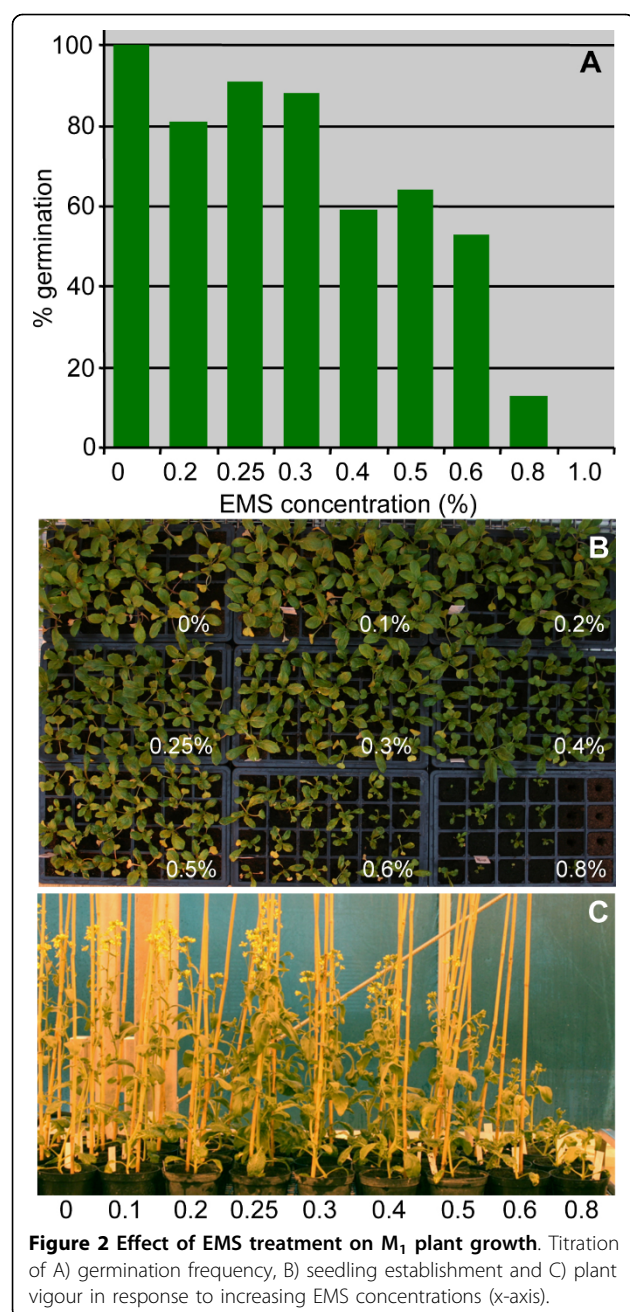 A
100
80
60
40
20
0
% germination
0 0.2 0.25 0.3 0.4 0.5 0.6 0.8 1.0
EMS concentration (%)
B
0% 0.1% 0.2%
0.25% 0.3% 0.4%
0.5% 0.6% 0.8%
C
0 0.1 0.2 0.25 0.3 0.4 0.5 0.6 0.8
Figure 2 Effect of EMS treatment on M₁ plant growth. Titration
of A) germination frequency, B) seedling establishment and C) plant
vigour in response to increasing EMS concentrations (x-axis).